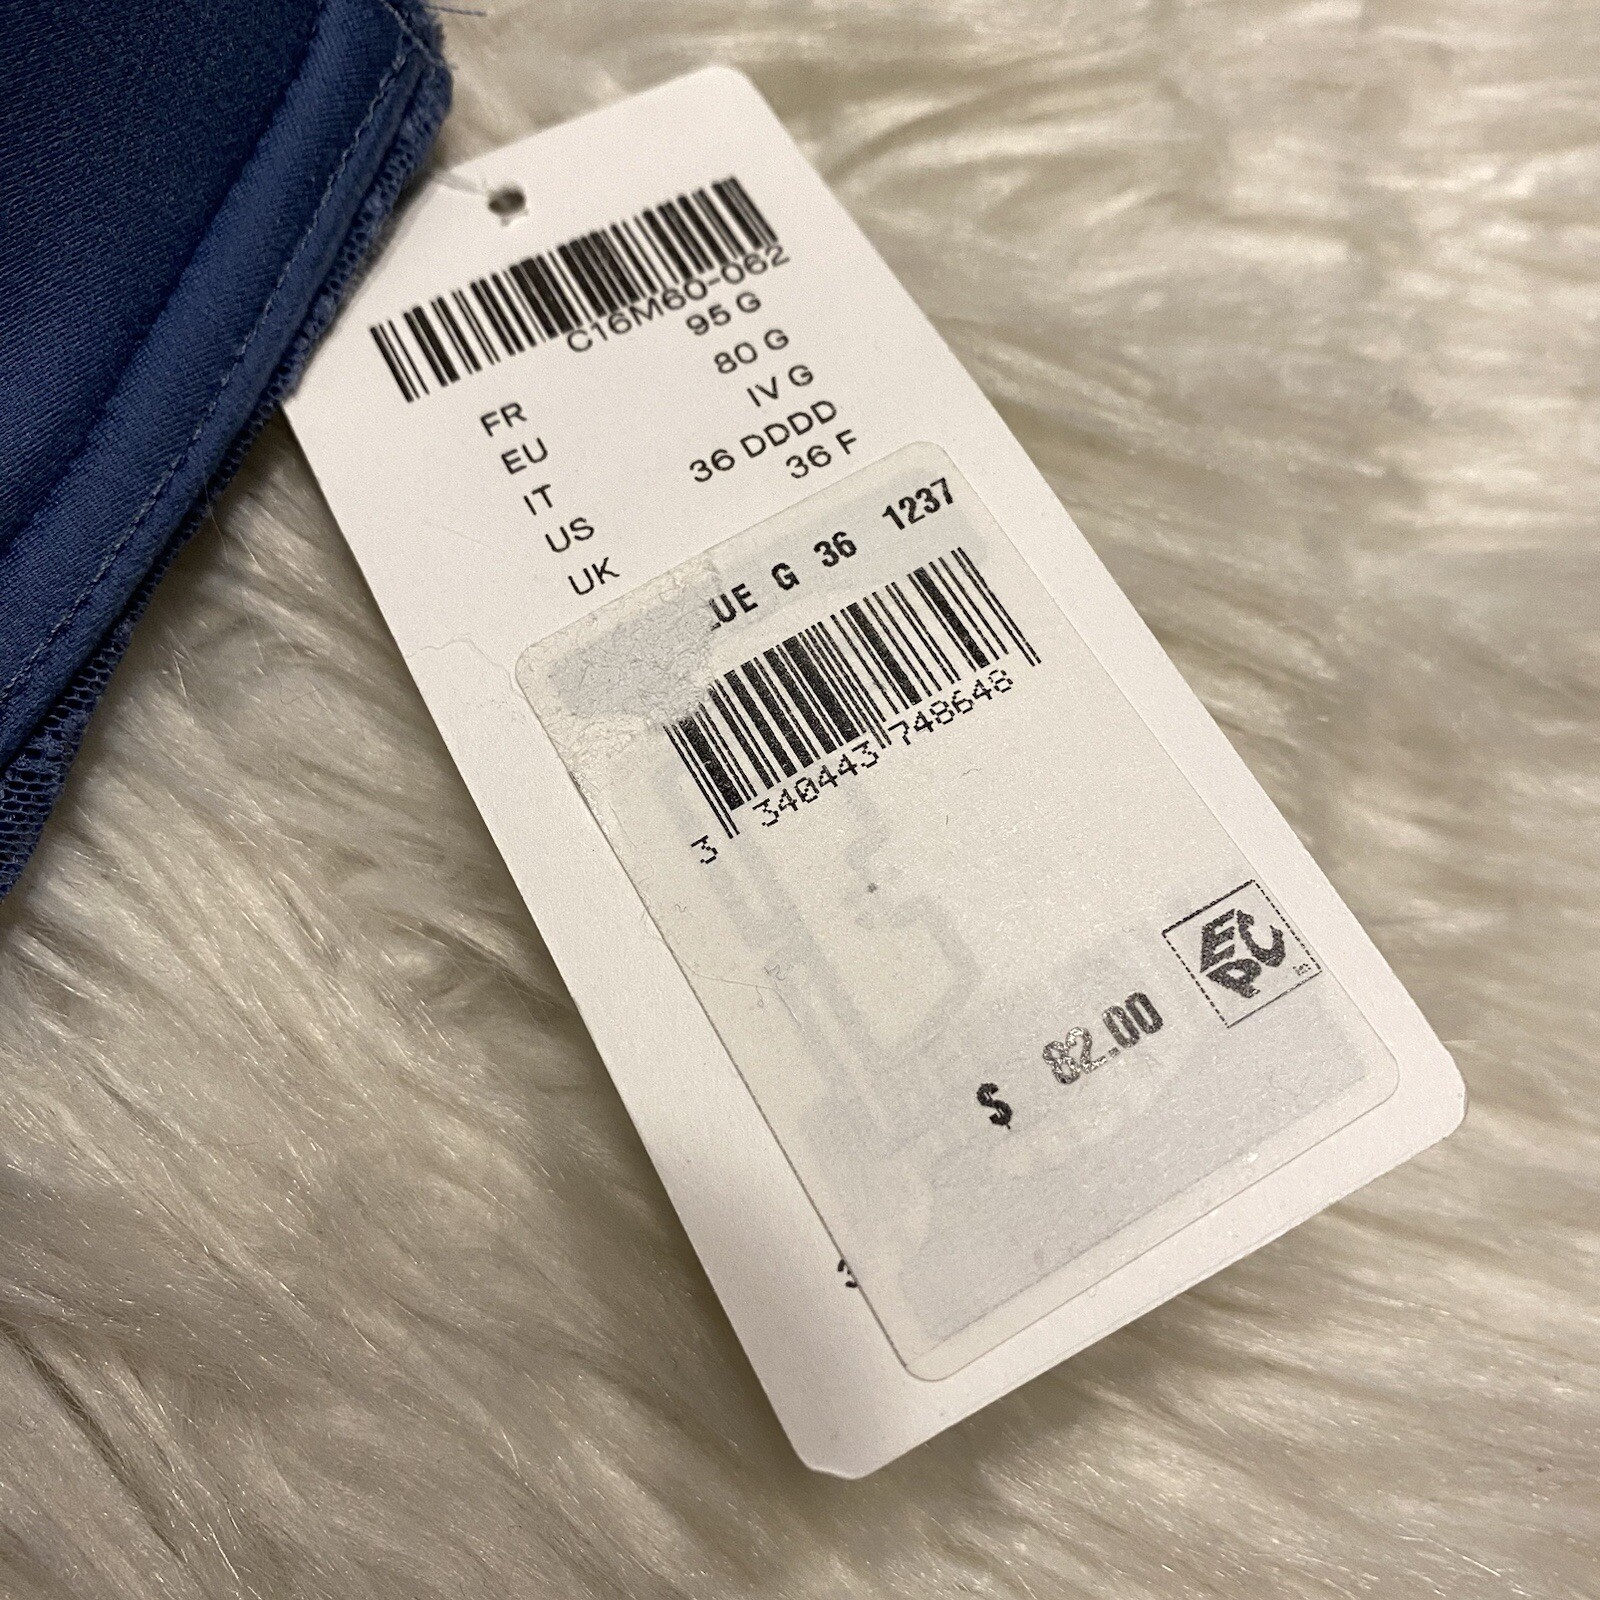 C16M60-062
FR 95 G
EU 80 G
IT IV G
US 36 DDDD
UK 36 F
UE G 36 1237
3 340443 748648
$ 82.00